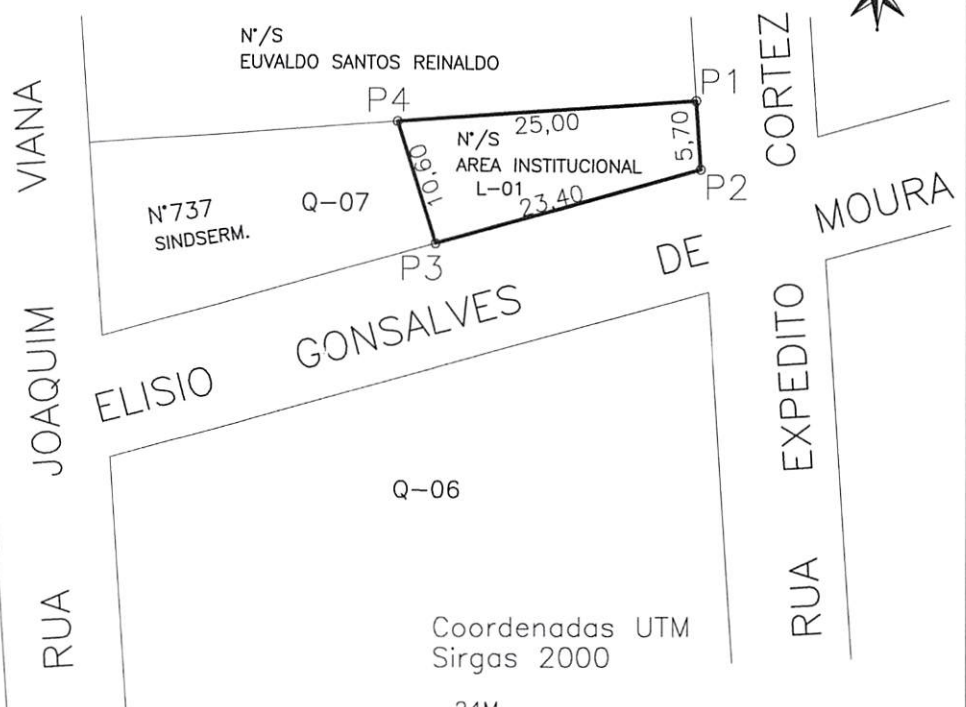 N°/S
EUVALDO SANTOS REINALDO
P4
P1
N°/S
25,00
AREA INSTITUCIONAL
L-01
5,70
10,60
23,40
P2
P3
Q-07
N°737
SINDSERM.
RUA JOAQUIM VIANA
ELISIO GONSALVES DE MOURA
RUA EXPEDITO CORTEZ
Q-06
Coordenadas UTM
Sirgas 2000
24M